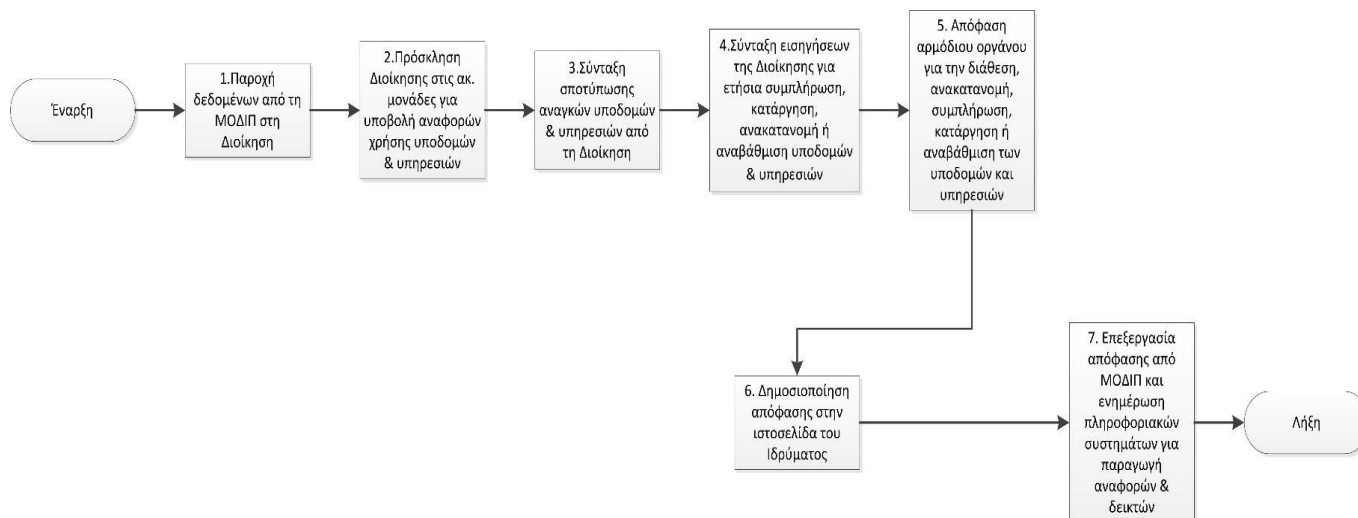 Έναρξη
1.Παροχή
δεδομένων από τη
ΜΟΔΙΠ στη
Διοίκηση
2.Πρόσκληση
Διοίκησης στις ακ.
μονάδες για
υποβολή αναφορών
χρήσης υποδομών
& υπηρεσιών
3.Σύνταξη
σποτύπωσης
αναγκών υποδομών
& υπηρεσιών από
τη Διοίκηση
4.Σύνταξη εισηγήσεων
της Διοίκησης για
ετήσια συμπλήρωση,
κατάργηση,
ανακατανομή ή
αναβάθμιση υποδομών
& υπηρεσιών
5. Απόφαση
αρμόδιου οργάνου
για την διάθεση,
ανακατανομή,
συμπλήρωση,
κατάργηση ή
αναβάθμιση των
υποδομών και
υπηρεσιών
6. Δημοσιοποίηση
απόφασης στην
ιστοσελίδα του
Ιδρύματος
7. Επεξεργασία
απόφασης από
ΜΟΔΙΠ και
ενημέρωση
πληροφοριακών
συστημάτων για
παραγωγή
αναφορών &
δεικτών
Λήξη